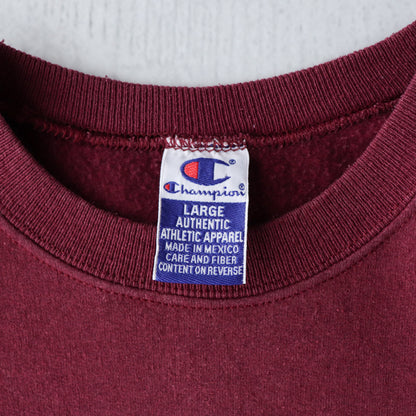 Champion®
LARGE
AUTHENTIC
ATHLETIC APPAREL
MADE IN MEXICO
CARE AND FIBER
CONTENT ON REVERSE